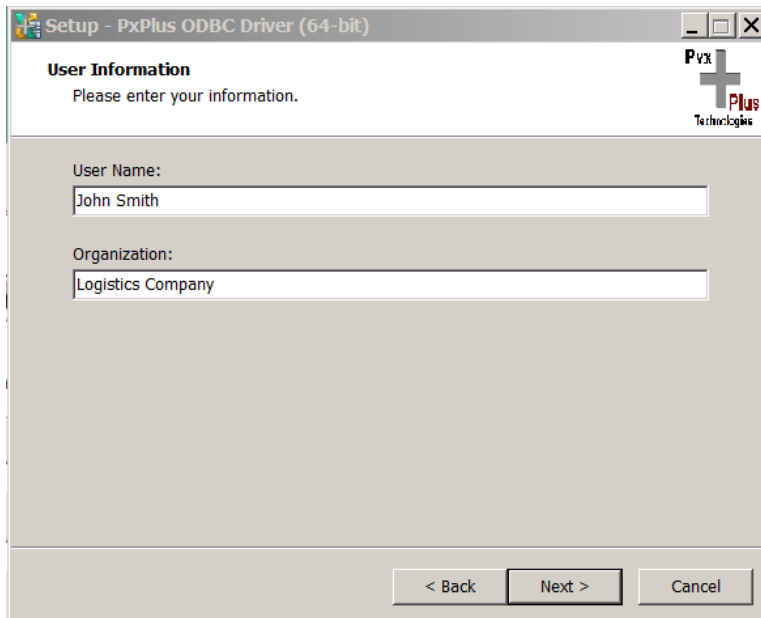 Setup - PxPlus ODBC Driver (64-bit)
User Information
Please enter your information.
Pvx
Plus
Technologies
User Name:
John Smith
Organization:
Logistics Company
< Back
Next >
Cancel